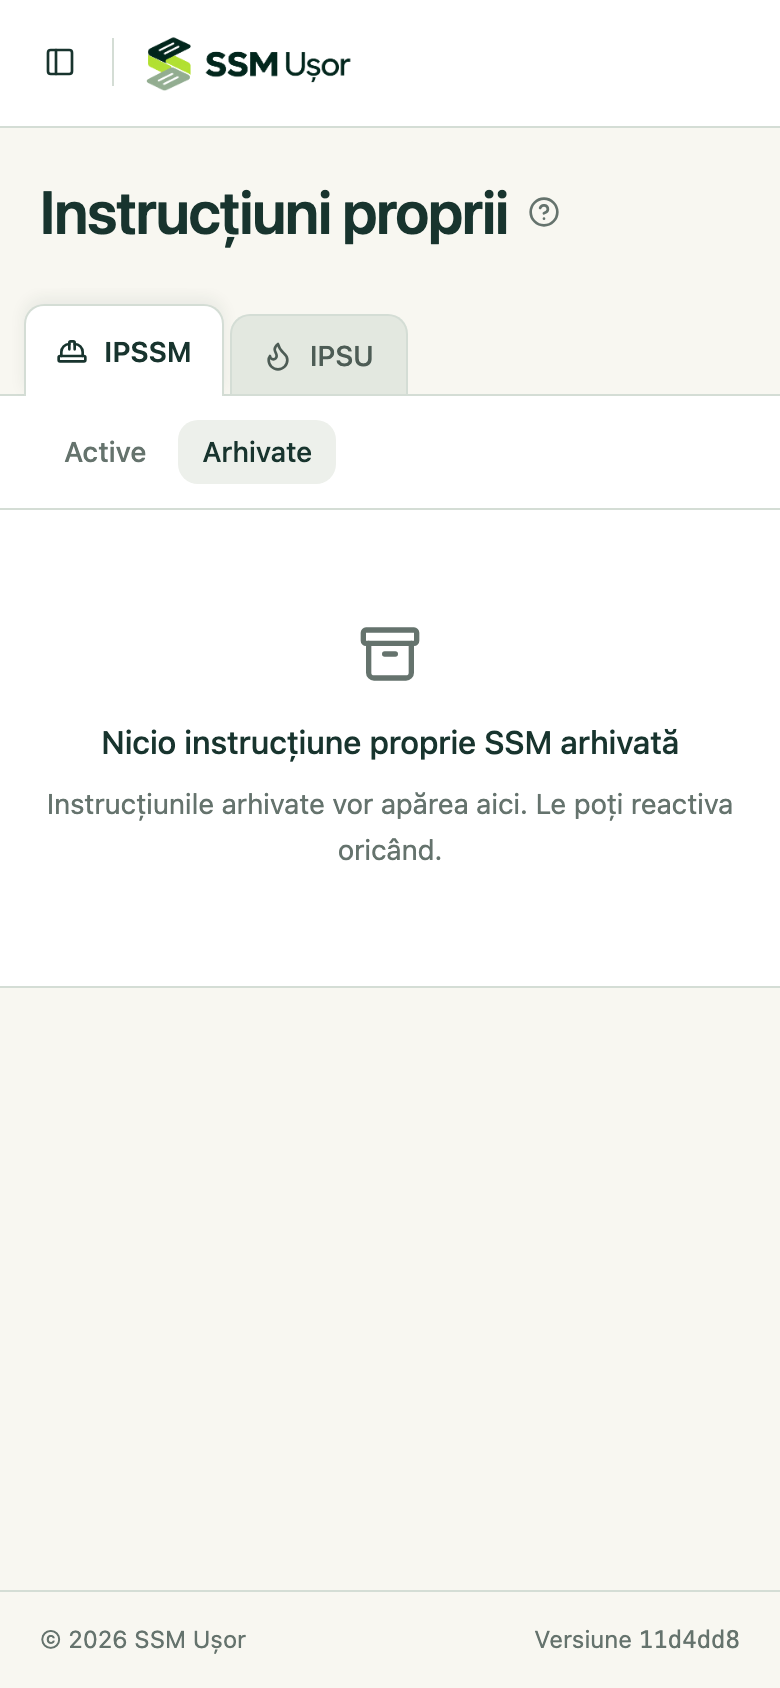 SSM Ușor
Instrucțiuni proprii
IPSSM
IPSU
Active
Arhivate
Nicio instrucțiune proprie SSM arhivată
Instrucțiunile arhivate vor apărea aici. Le poți reactiva
oricând.
© 2026 SSM Ușor
Versiune 11d4dd8